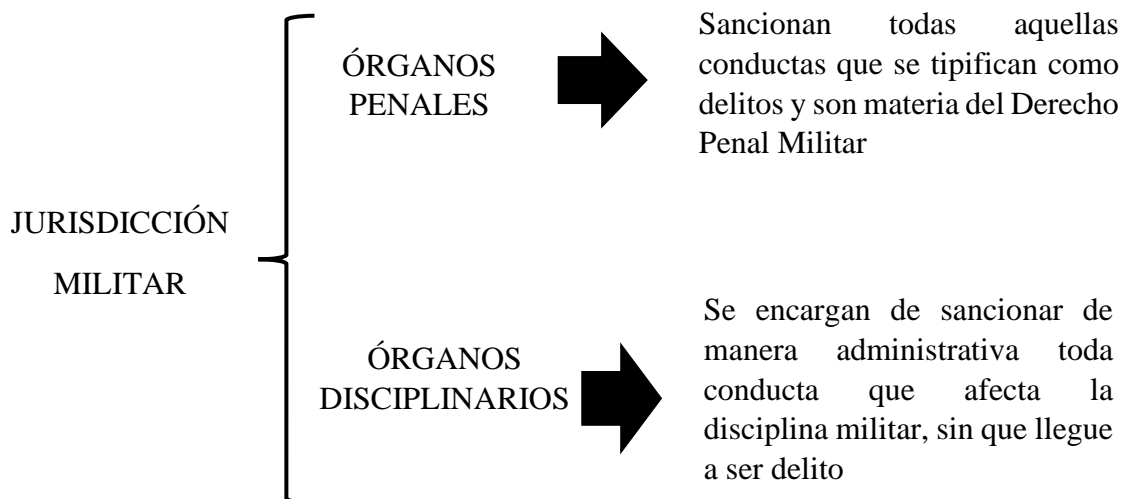 JURISDICCIÓN
MILITAR
ÓRGANOS
PENALES
Sancionan todas aquellas
conductas que se tipifican como
delitos y son materia del Derecho
Penal Militar
ÓRGANOS
DISCIPLINARIOS
Se encargan de sancionar de
manera administrativa toda
conducta que afecta la
disciplina militar, sin que llegue
a ser delito